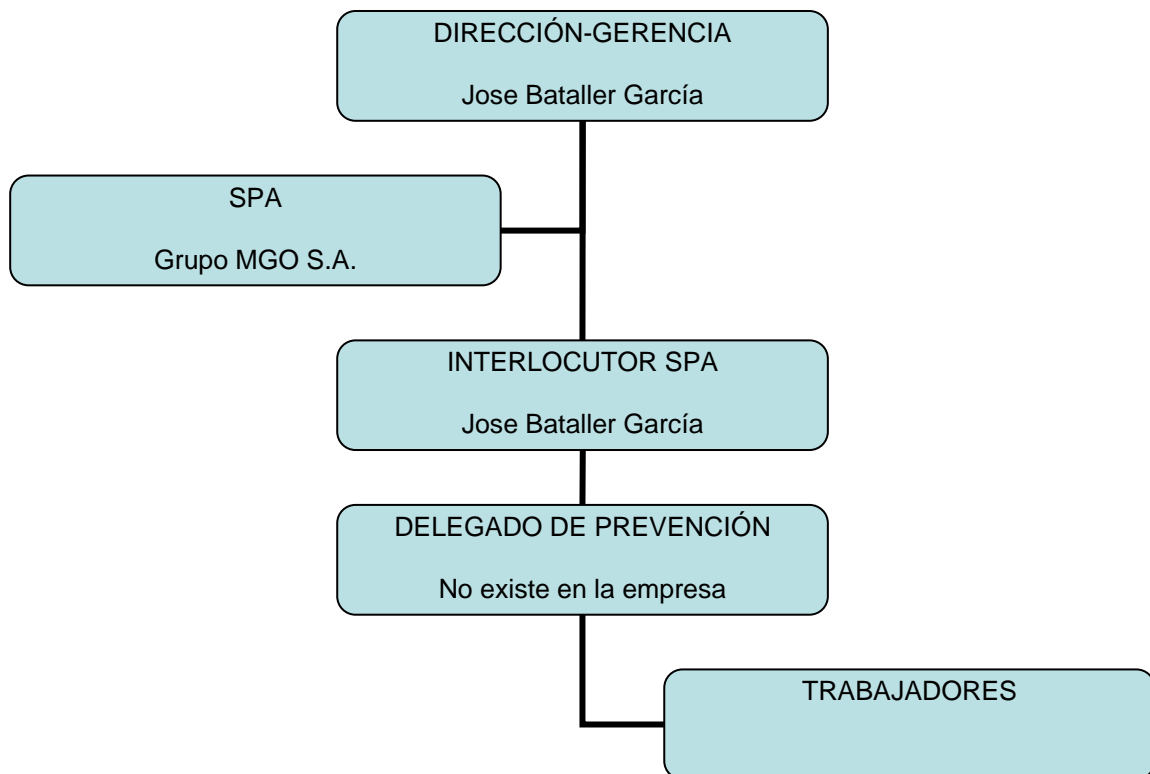 DIRECCIÓN-GERENCIA
Jose Bataller García
SPA
Grupo MGO S.A.
INTERLOCUTOR SPA
Jose Bataller García
DELEGADO DE PREVENCIÓN
No existe en la empresa
TRABAJADORES